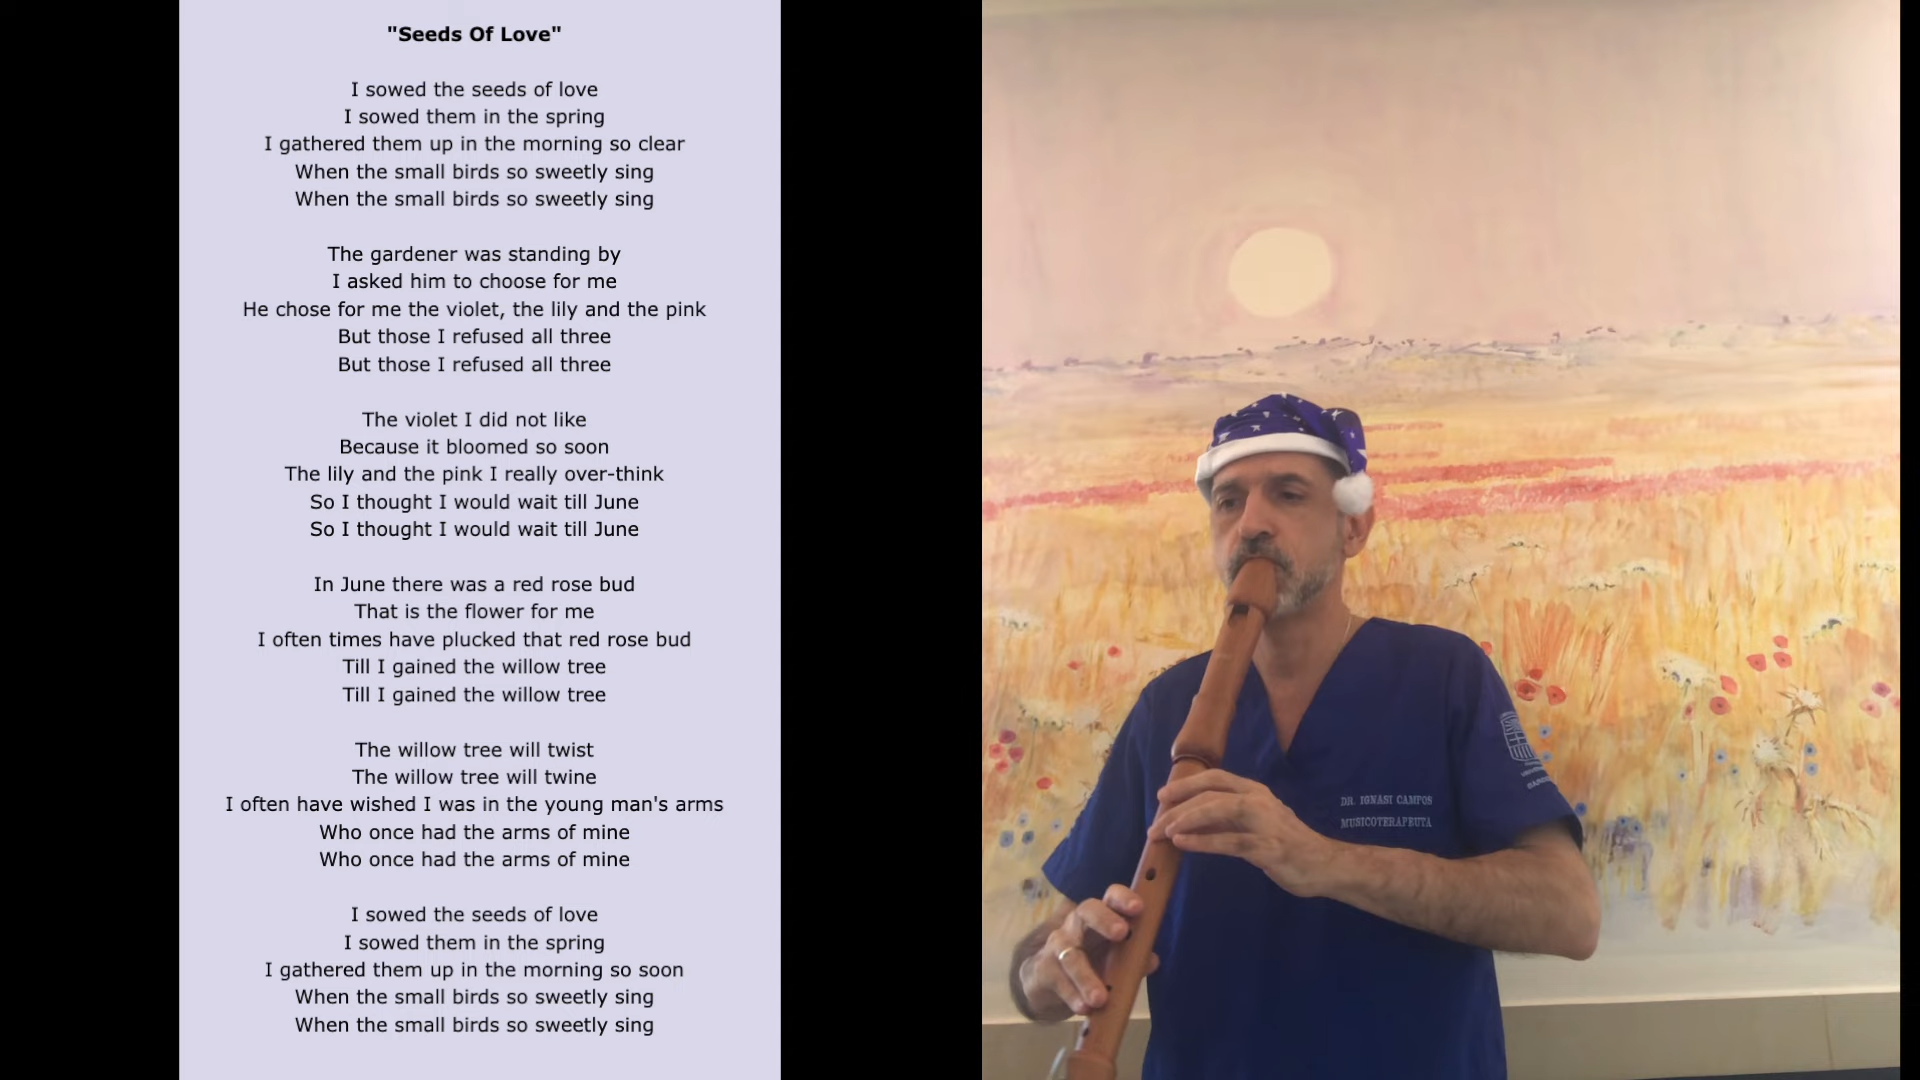 "Seeds Of Love"
I sowed the seeds of love
I sowed them in the spring
I gathered them up in the morning so clear
When the small birds so sweetly sing
When the small birds so sweetly sing
The gardener was standing by
I asked him to choose for me
He chose for me the violet, the lily and the pink
But those I refused all three
But those I refused all three
The violet I did not like
Because it bloomed so soon
The lily and the pink I really over-think
So I thought I would wait till June
So I thought I would wait till June
In June there was a red rose bud
That is the flower for me
I often times have plucked that red rose bud
Till I gained the willow tree
Till I gained the willow tree
The willow tree will twist
The willow tree will twine
I often have wished I was in the young man's arms
Who once had the arms of mine
Who once had the arms of mine
I sowed the seeds of love
I sowed them in the spring
I gathered them up in the morning so soon
When the small birds so sweetly sing
When the small birds so sweetly sing
DR. IGNASI CAMPOS
MUSICOTERAPEUTA